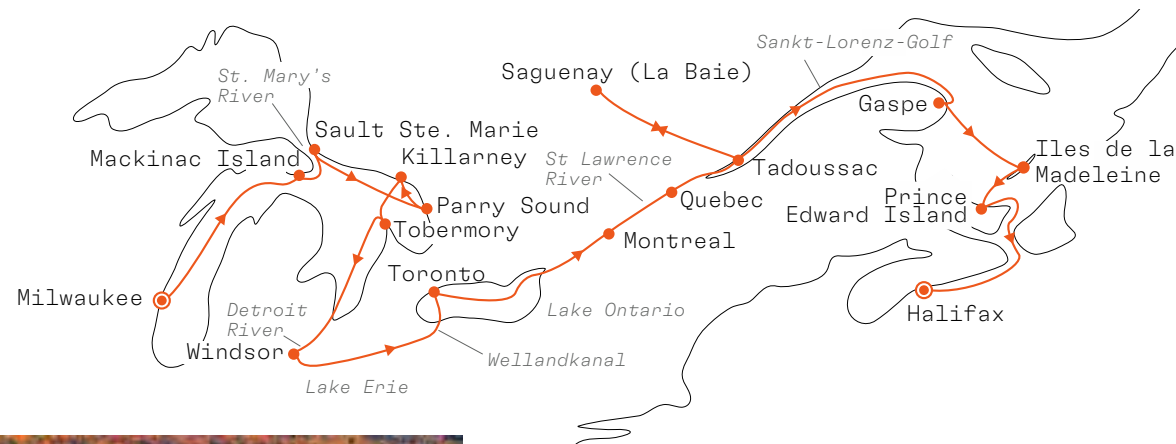 Sankt-Lorenz-Golf
St. Mary's
River
Saguenay (La Baie)
Gaspe
Sault Ste. Marie
Killarney
Mackinac Island
St Lawrence
River
Tadoussac
Iles de la
Madeleine
Quebec
Prince
Edward Island
Parry Sound
Tobermory
Montreal
Toronto
Milwaukee
Detroit
River
Lake Ontario
Halifax
Windsor
Wellandkanal
Lake Erie